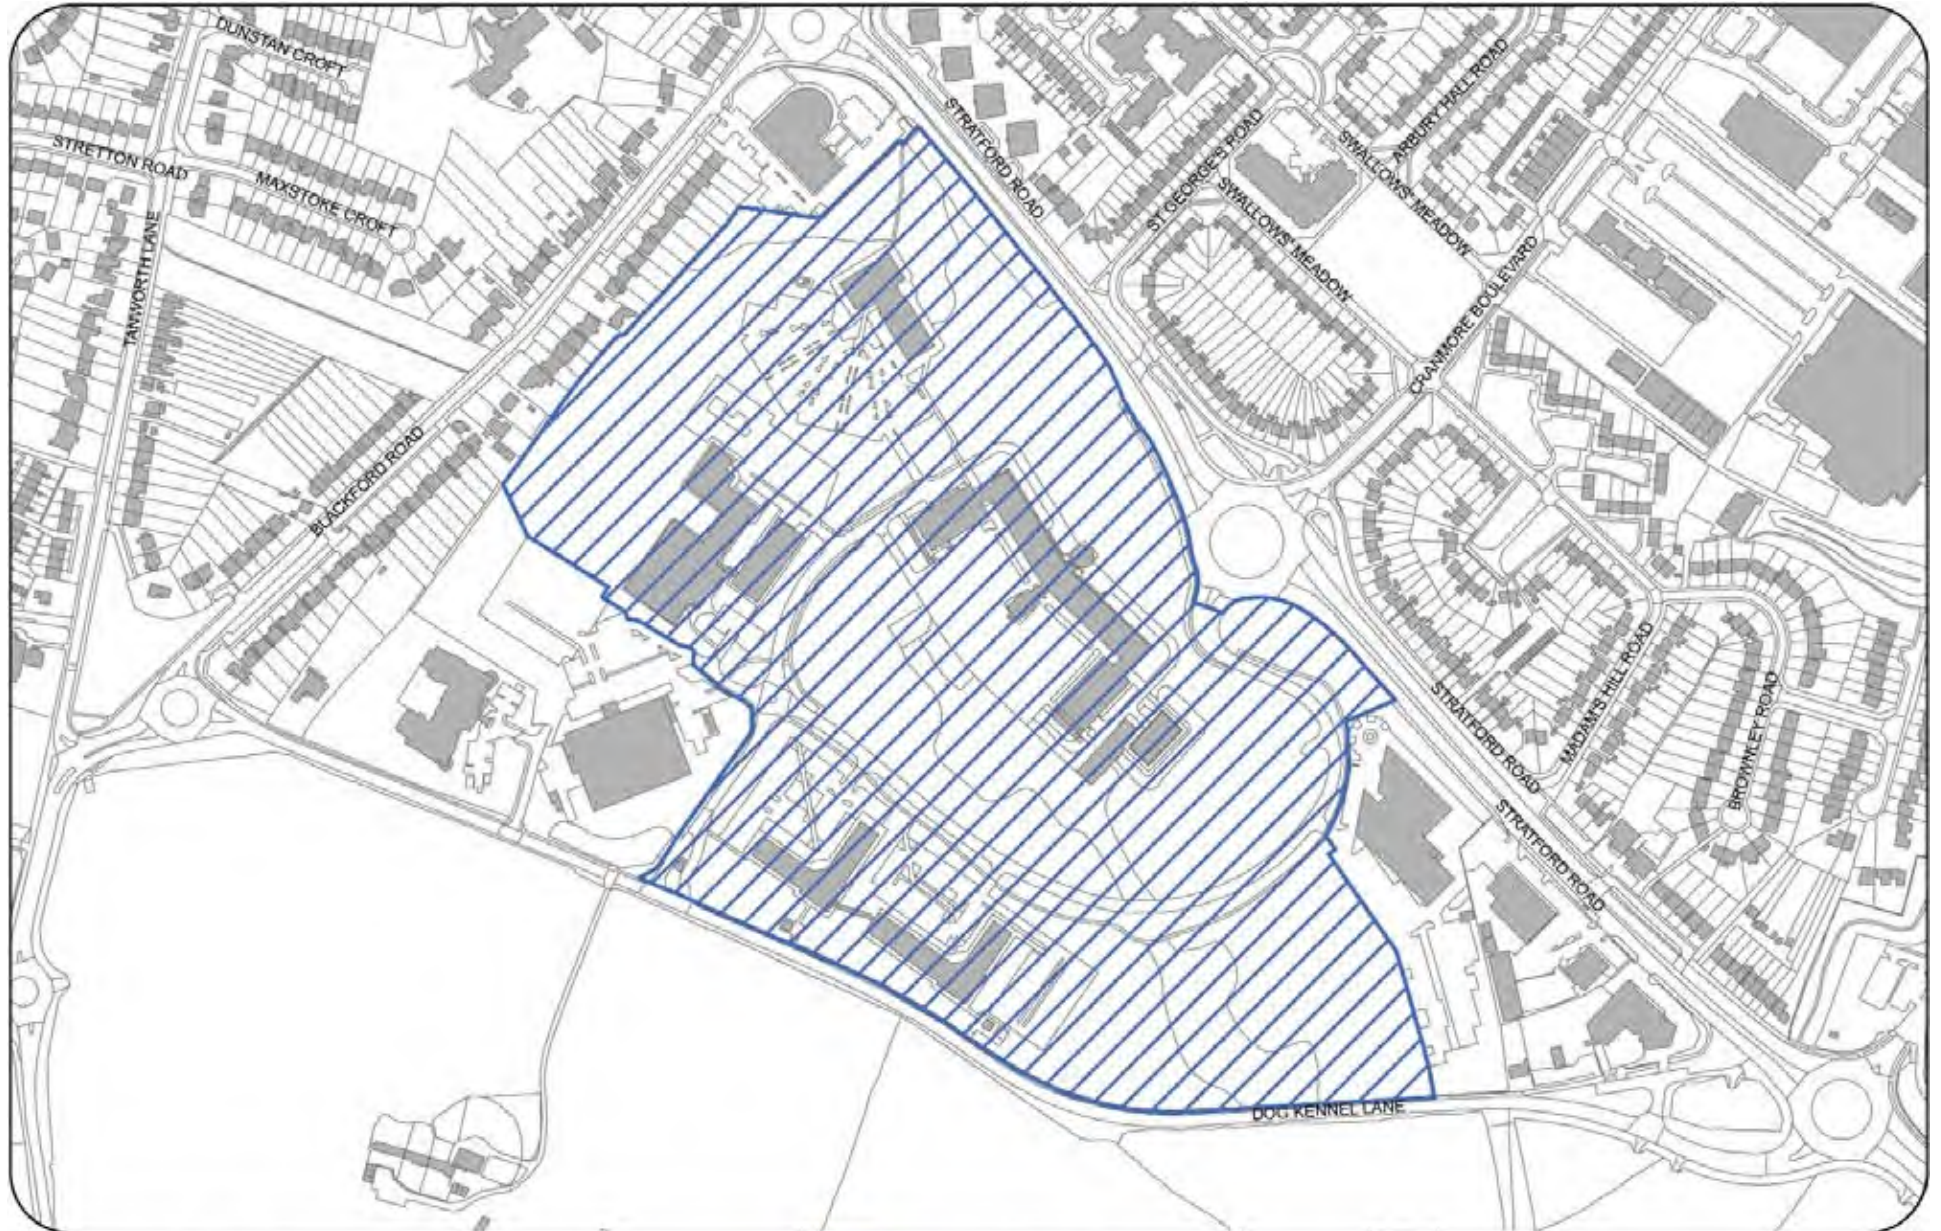 DUNSTAN CROFT
STRETTON ROAD
MAXSTOKE CROFT
TANWORTH LANE
BLACKFORD ROAD
STRATFORD ROAD
ST GEORGE'S ROAD
SWALLOWS' MEADOW
ARBURY HALL ROAD
SWALLOWS' MEADOW
CRANMORE BOULEVARD
STRATFORD ROAD
MADAM'S HILL ROAD
BROWNLEY ROAD
STRATFORD ROAD
DOG KENNEL LANE